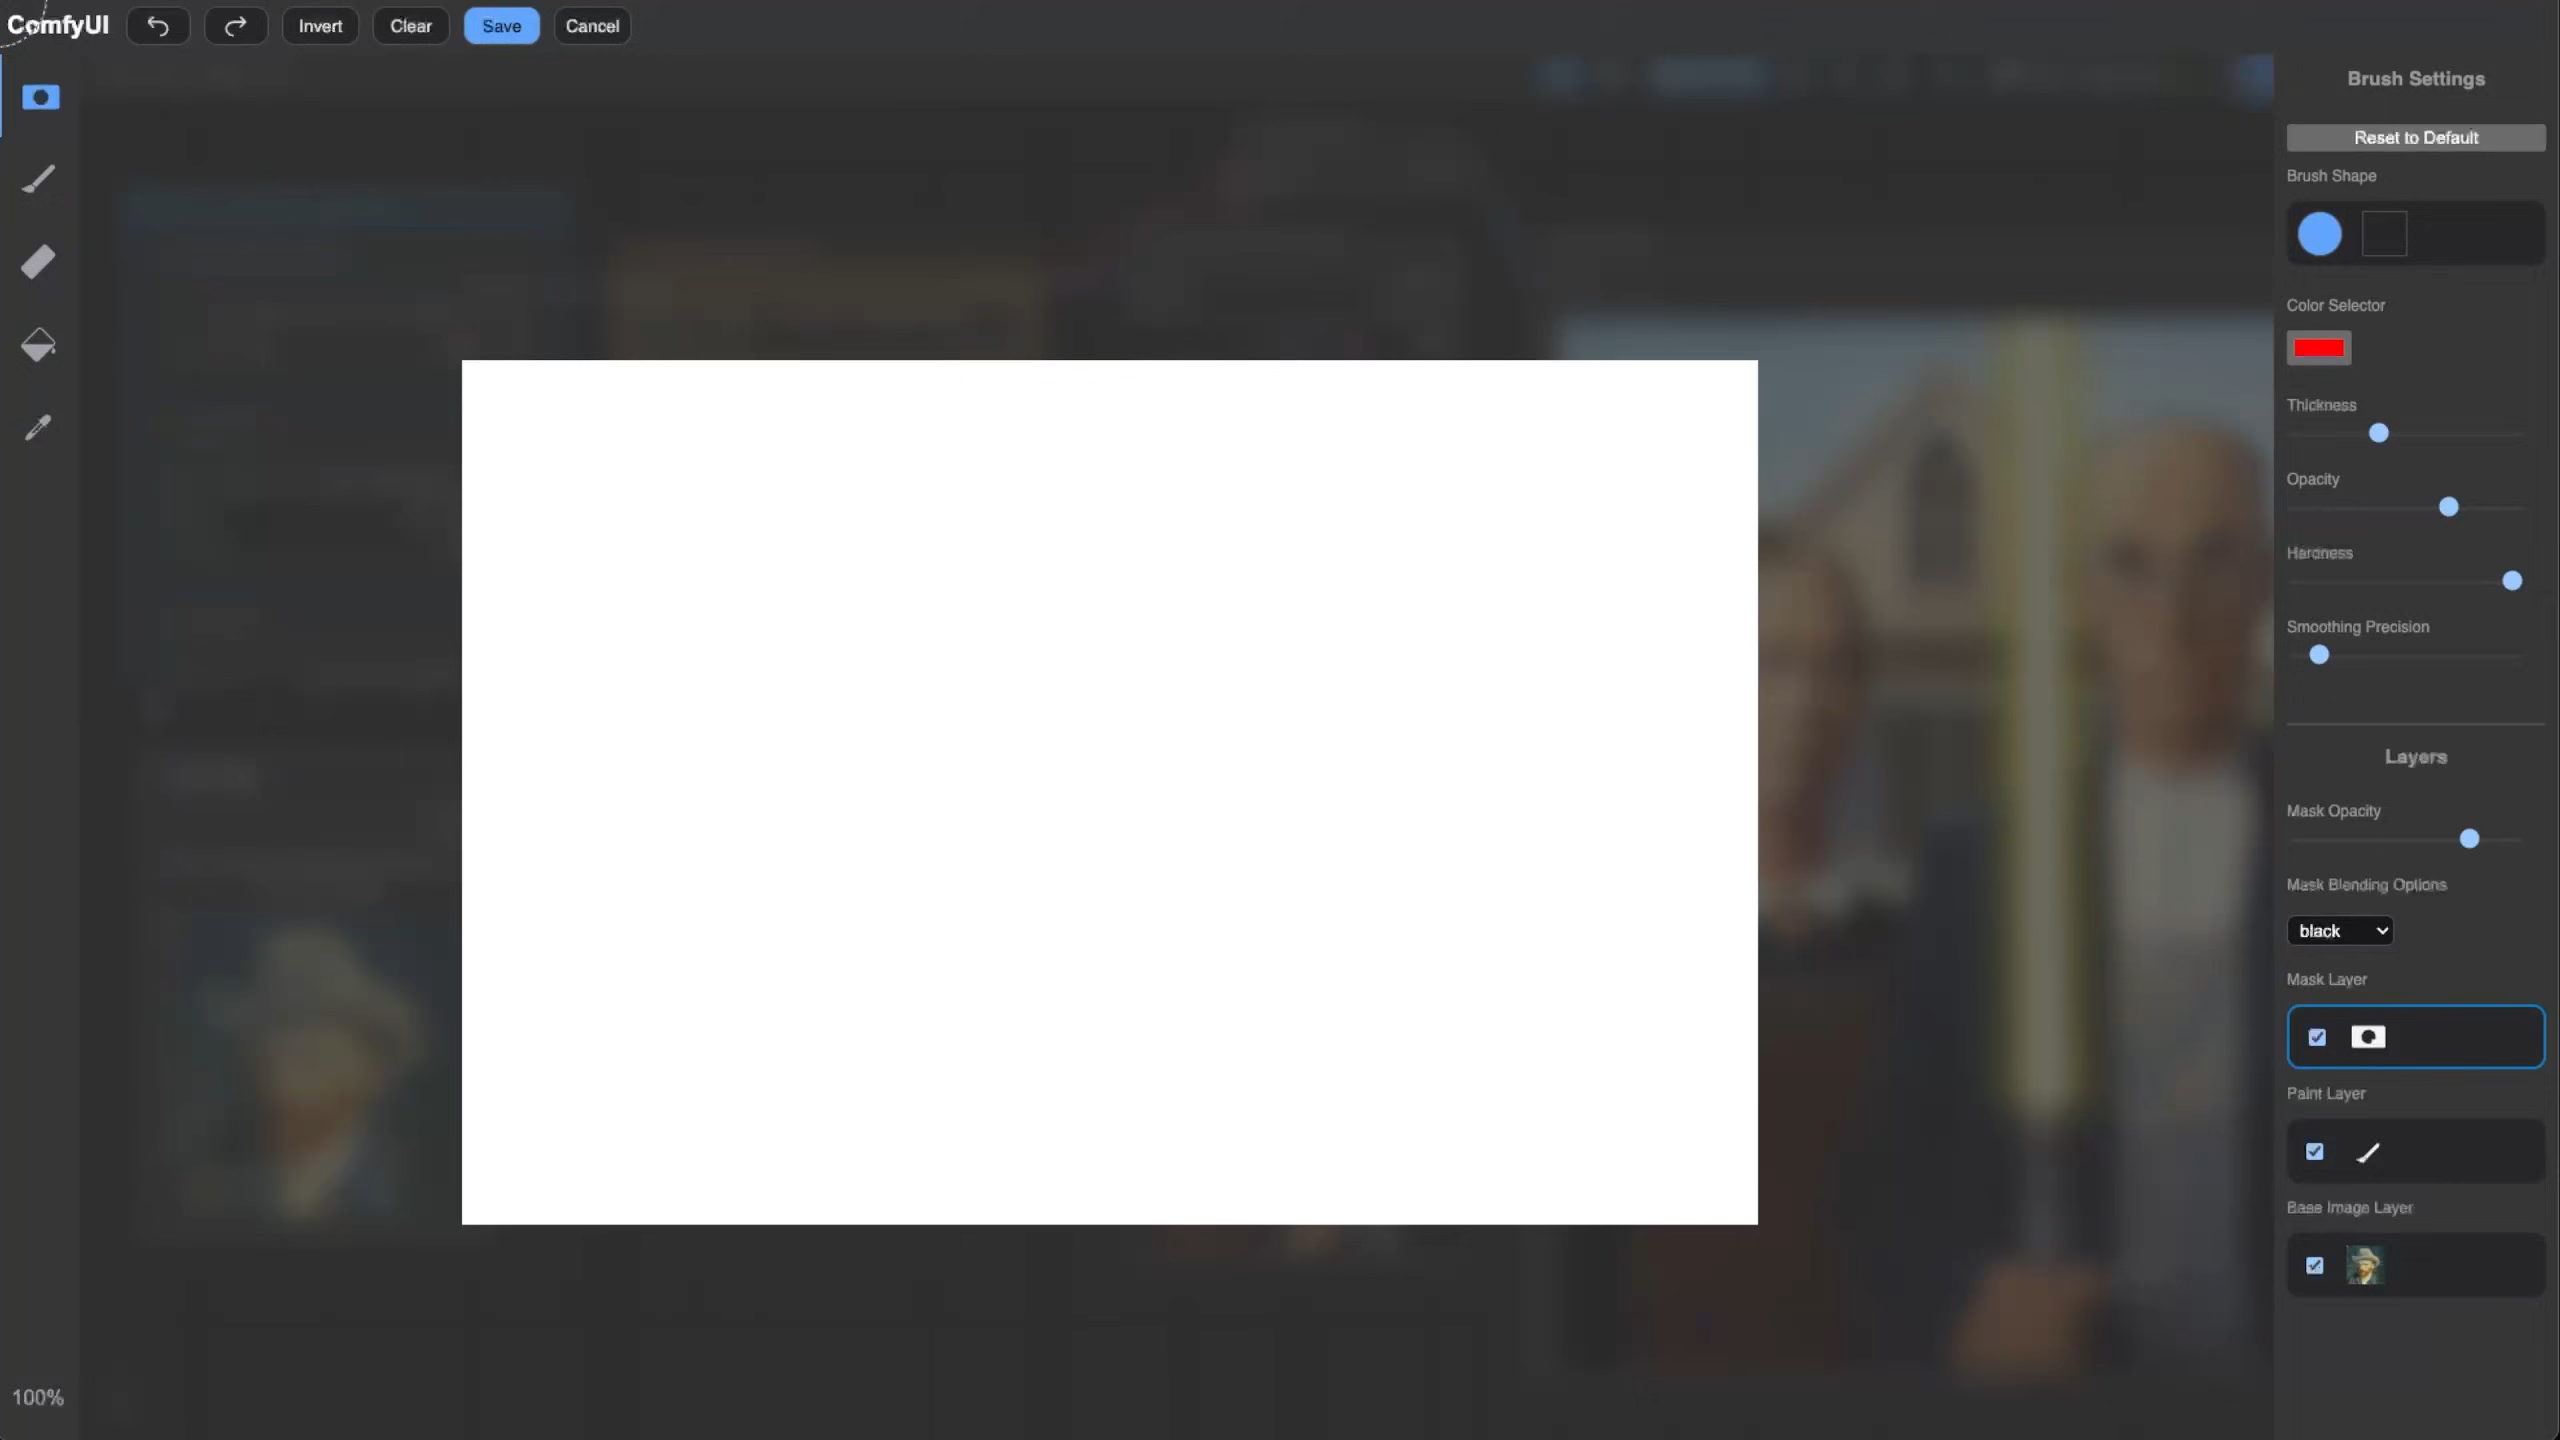 ComfyUI
Invert
Clear
Save
Cancel
Brush Settings
Reset to Default
Brush Shape
Color Selector
Thickness
Opacity
Hardness
Smoothing Precision
Layers
Mask Opacity
Mask Blending Options
black
Mask Layer
Paint Layer
Base Image Layer
100%